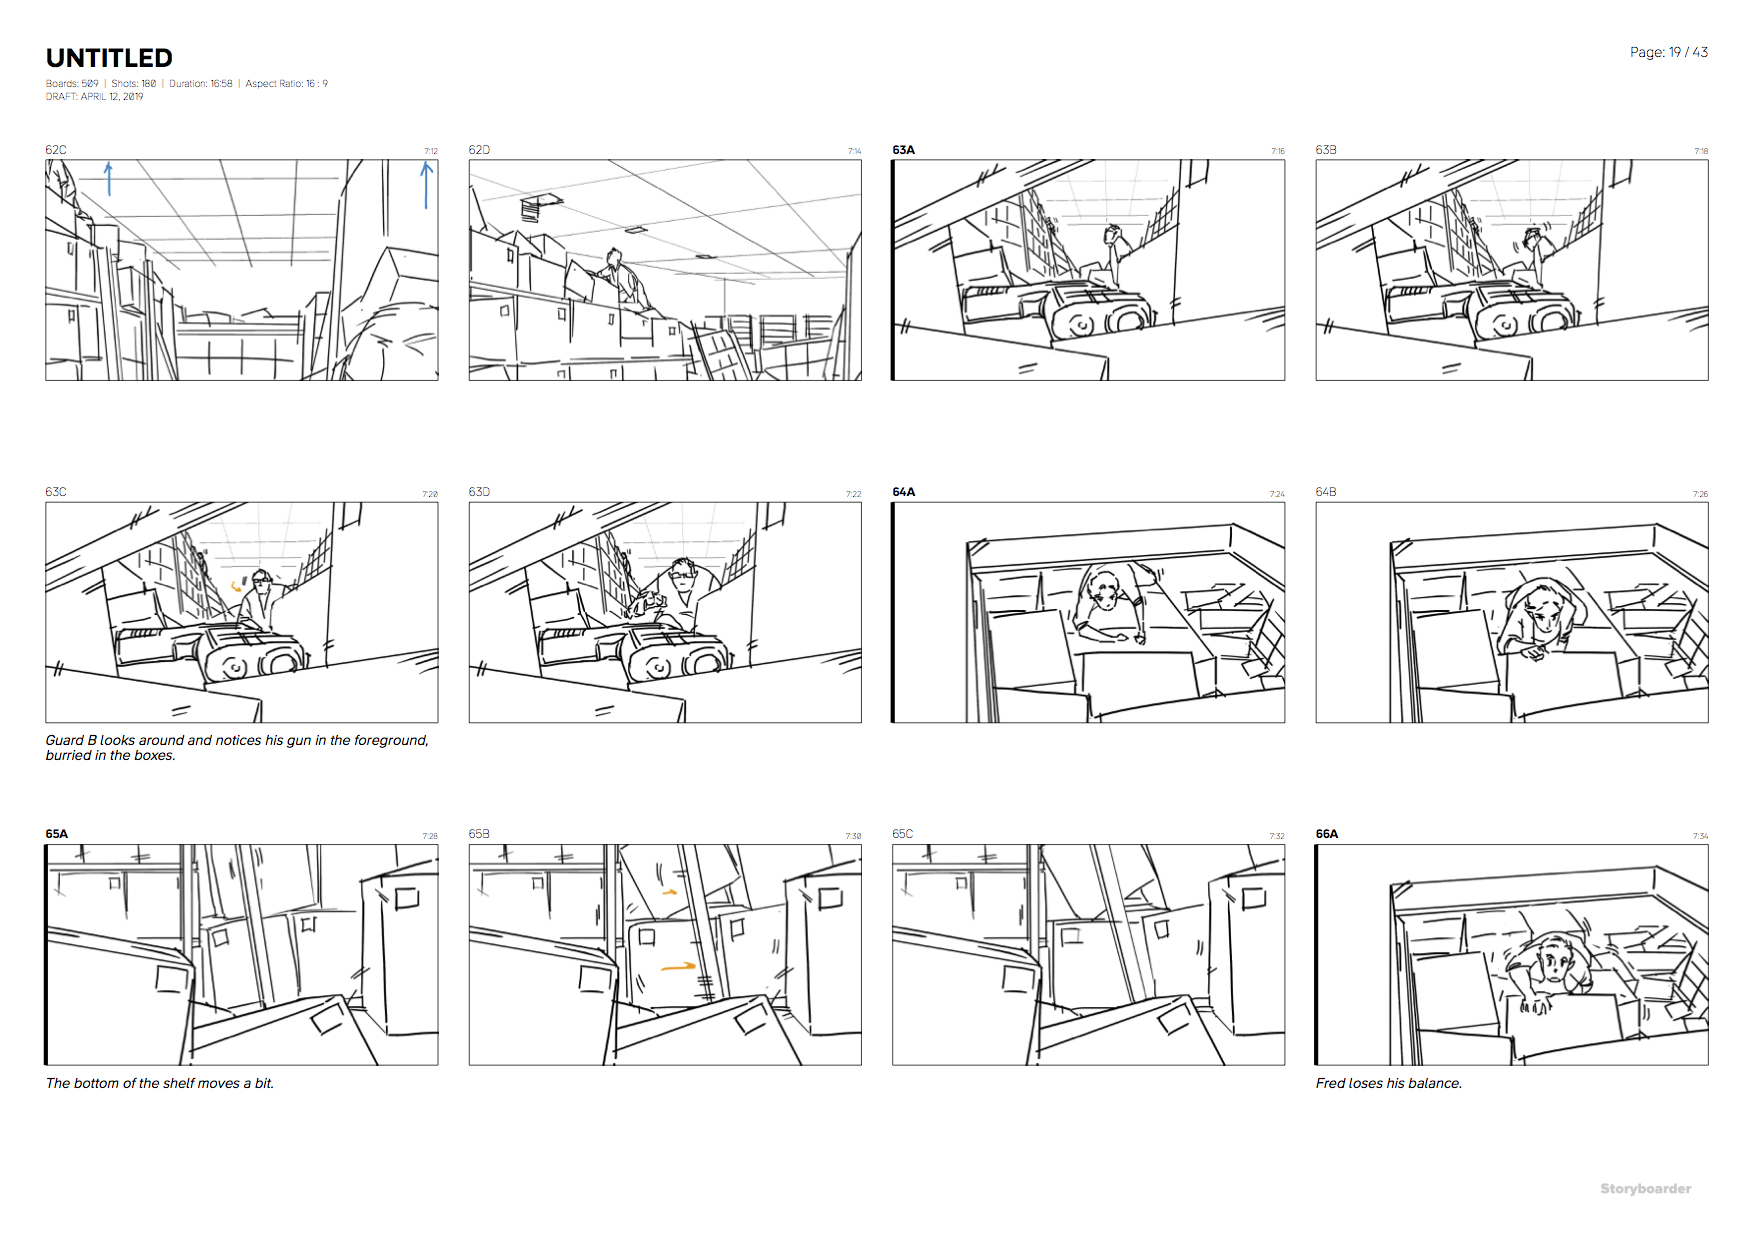 UNTITLED
Page: 19 / 43
Boards: 509 | Shots: 180 | Duration: 16:58 | Aspect Ratio: 16 : 9
DRAFT: APRIL 12, 2019
62C 7:12
62D 7:14
63A 7:16
63B 7:18
63C 7:20
63D 7:22
64A 7:24
64B 7:26
Guard B looks around and notices his gun in the foreground,
burried in the boxes.
65A 7:28
65B 7:30
65C 7:32
66A 7:34
The bottom of the shelf moves a bit.
Fred loses his balance.
Storyboarder